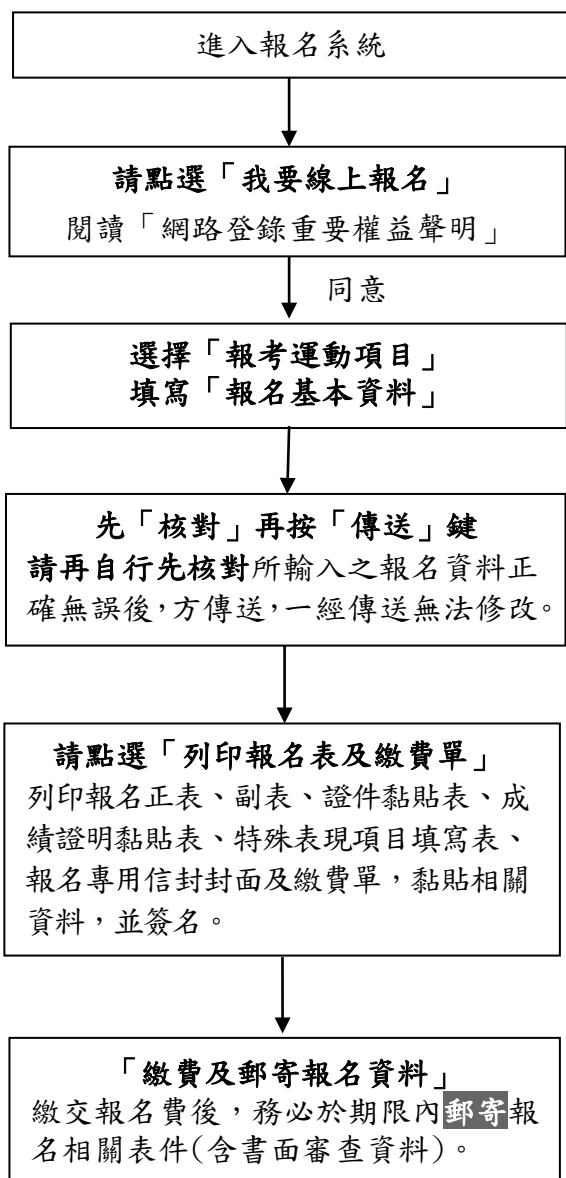 進入報名系統
請點選「我要線上報名」
閱讀「網路登錄重要權益聲明」
同意
選擇「報考運動項目」
填寫「報名基本資料」
先「核對」再按「傳送」鍵
請再自行先核對所輸入之報名資料正
確無誤後,方傳送,一經傳送無法修改。
請點選「列印報名表及繳費單」
列印報名正表、副表、證件黏貼表、成
績證明黏貼表、特殊表現項目填寫表、
報名專用信封封面及繳費單,黏貼相關
資料,並簽名。
「繳費及郵寄報名資料」
繳交報名費後,務必於期限內郵寄報
名相關表件(含書面審查資料)。